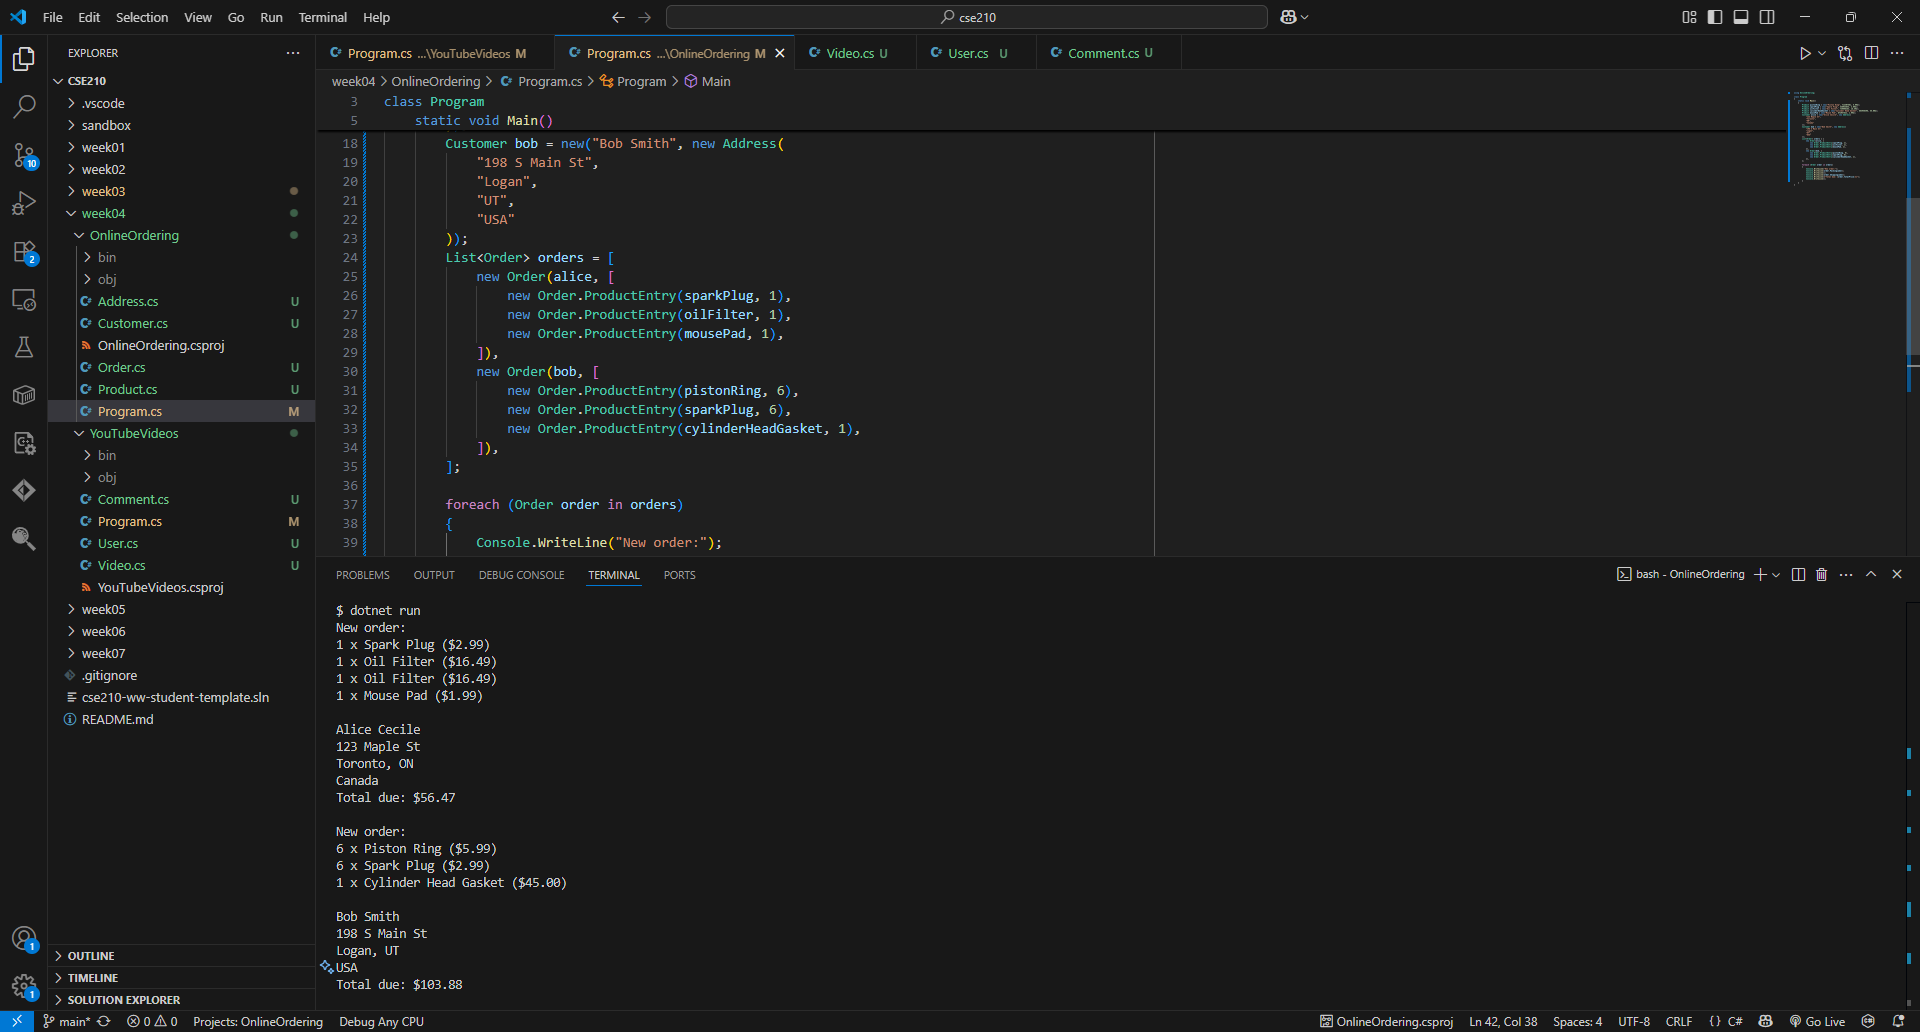 File Edit Selection View Go Run Terminal Help
cse210
EXPLORER
CSE210
.vscode
sandbox
week01
week02
week03
week04
OnlineOrdering
bin
obj
Address.cs U
Customer.cs U
OnlineOrdering.csproj
Order.cs U
Product.cs U
Program.cs M
YouTubeVideos
bin
obj
Comment.cs U
Program.cs M
User.cs U
Video.cs U
YouTubeVideos.csproj
week05
week06
week07
.gitignore
cse210-ww-student-template.sln
README.md
OUTLINE
TIMELINE
SOLUTION EXPLORER
10
2
1
1
Program.cs ...\YouTubeVideos M
Program.cs ...\OnlineOrdering M
Video.cs U
User.cs U
Comment.cs U
week04 > OnlineOrdering > Program.cs > Program > Main
3 class Program
5 static void Main()
18 Customer bob = new("Bob Smith", new Address(
19 "198 S Main St",
20 "Logan",
21 "UT",
22 "USA"
23 ));
24 List<Order> orders = [
25 new Order(alice, [
26 new Order.ProductEntry(sparkPlug, 1),
27 new Order.ProductEntry(oilFilter, 1),
28 new Order.ProductEntry(mousePad, 1),
29 ]),
30 new Order(bob, [
31 new Order.ProductEntry(pistonRing, 6),
32 new Order.ProductEntry(sparkPlug, 6),
33 new Order.ProductEntry(cylinderHeadGasket, 1),
34 ]),
35 ];
36
37 foreach (Order order in orders)
38 {
39 Console.WriteLine("New order:");
PROBLEMS OUTPUT DEBUG CONSOLE TERMINAL PORTS
bash - OnlineOrdering
$ dotnet run
New order:
1 x Spark Plug ($2.99)
1 x Oil Filter ($16.49)
1 x Oil Filter ($16.49)
1 x Mouse Pad ($1.99)
Alice Cecile
123 Maple St
Toronto, ON
Canada
Total due: $56.47
New order:
6 x Piston Ring ($5.99)
6 x Spark Plug ($2.99)
1 x Cylinder Head Gasket ($45.00)
Bob Smith
198 S Main St
Logan, UT
USA
Total due: $103.88
main* 0 0 Projects: OnlineOrdering Debug Any CPU
OnlineOrdering.csproj Ln 42, Col 38 Spaces: 4 UTF-8 CRLF {} C# Go Live